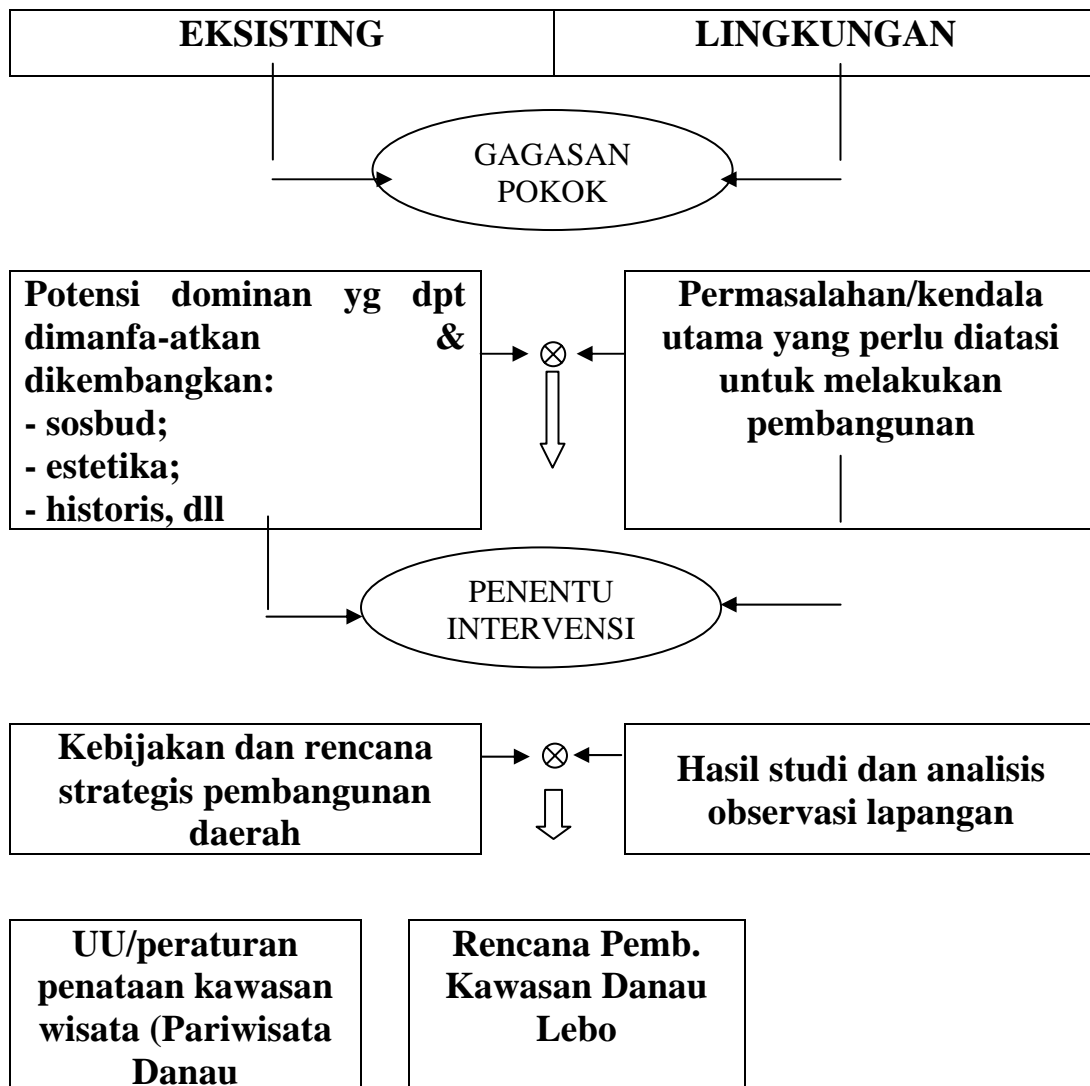 EKSISTING
LINGKUNGAN
GAGASAN
POKOK
Potensi dominan yg dpt
dimanfa-atkan &
dikembangkan:
- sosbud;
- estetika;
- historis, dll
Permasalahan/kendala
utama yang perlu diatasi
untuk melakukan
pembangunan
PENENTU
INTERVENSI
Kebijakan dan rencana
strategis pembangunan
daerah
Hasil studi dan analisis
observasi lapangan
UU/peraturan
penataan kawasan
wisata (Pariwisata
Danau
Rencana Pemb.
Kawasan Danau
Lebo